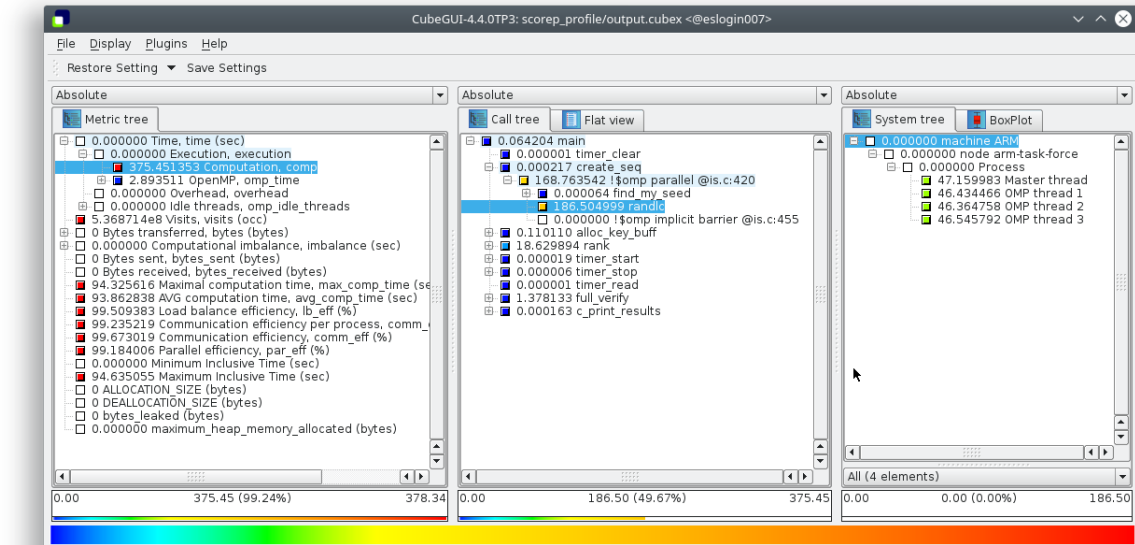 CubeGUI-4.4.0TP3: scorep_profile/output.cubex <@eslogin007>
File Display Plugins Help
Restore Setting Save Settings
Absolute
Metric tree
0.000000 Time, time (sec)
0.000000 Execution, execution
375.451353 Computation, comp
2.893511 OpenMP, omp_time
0.000000 Overhead, overhead
0.000000 Idle threads, omp_idle_threads
5.368714e8 Visits, visits (occ)
0 Bytes transferred, bytes (bytes)
0.000000 Computational imbalance, imbalance (sec)
0 Bytes sent, bytes_sent (bytes)
0 Bytes received, bytes_received (bytes)
94.325616 Maximal computation time, max_comp_time (se
93.862838 AVG computation time, avg_comp_time (sec)
99.509383 Load balance efficiency, lb_eff (%)
99.235219 Communication efficiency per process, comm_
99.673019 Communication efficiency, comm_eff (%)
99.184006 Parallel efficiency, par_eff (%)
0.000000 Minimum Inclusive Time (sec)
94.635055 Maximum Inclusive Time (sec)
0 ALLOCATION_SIZE (bytes)
0 DEALLOCATION_SIZE (bytes)
0 bytes_leaked (bytes)
0.000000 maximum_heap_memory_allocated (bytes)
0.00 375.45 (99.24%) 378.34
Absolute
Call tree Flat view
0.064204 main
0.000001 timer_clear
0.000217 create_seq
168.763542 !$omp parallel @is.c:420
0.000064 find_my_seed
186.504999 randlc
0.000000 !$omp implicit barrier @is.c:455
0.110110 alloc_key_buff
18.629894 rank
0.000019 timer_start
0.000006 timer_stop
0.000001 timer_read
1.378133 full_verify
0.000163 c_print_results
0.00 186.50 (49.67%) 375.45
Absolute
System tree BoxPlot
0.000000 machine ARM
0.000000 node arm-task-force
0.000000 Process
47.159983 Master thread
46.434466 OMP thread 1
46.364758 OMP thread 2
46.545792 OMP thread 3
All (4 elements)
0.00 0.00 (0.00%) 186.50